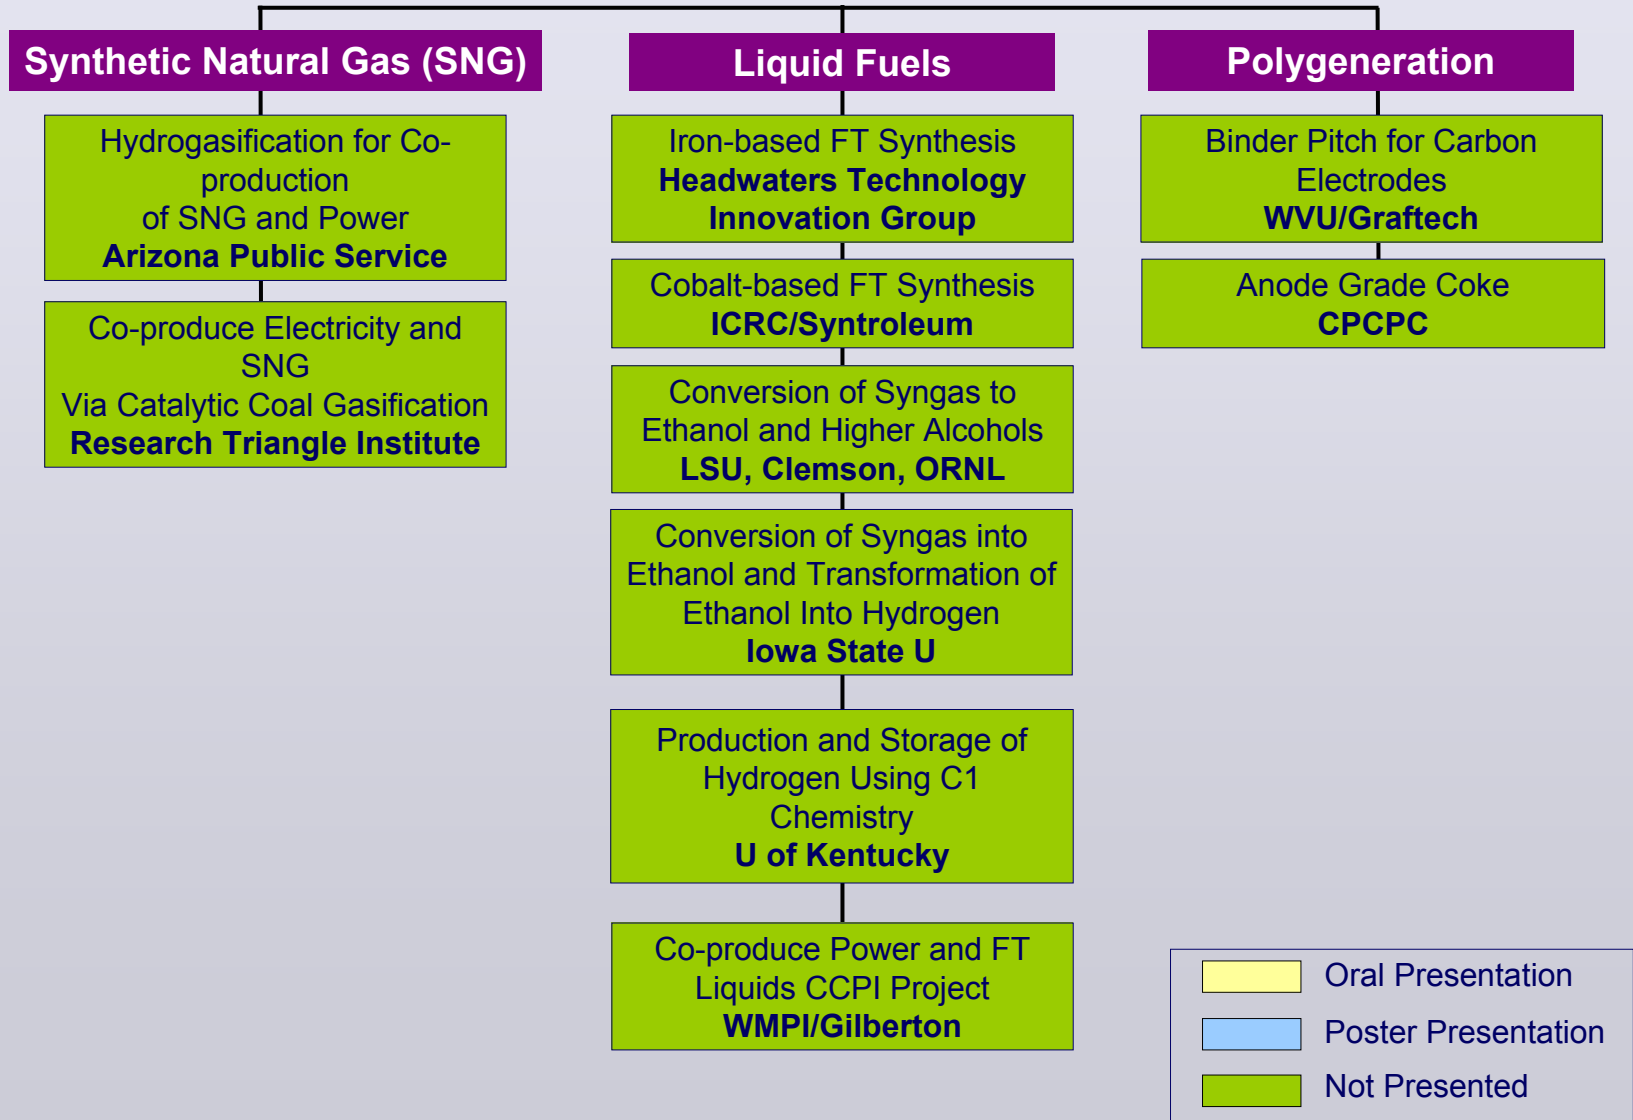 Synthetic Natural Gas (SNG)
Hydrogasification for Co-
production
of SNG and Power
Arizona Public Service
Co-produce Electricity and
SNG
Via Catalytic Coal Gasification
Research Triangle Institute
Liquid Fuels
Iron-based FT Synthesis
Headwaters Technology
Innovation Group
Cobalt-based FT Synthesis
ICRC/Syntroleum
Conversion of Syngas to
Ethanol and Higher Alcohols
LSU, Clemson, ORNL
Conversion of Syngas into
Ethanol and Transformation of
Ethanol Into Hydrogen
Iowa State U
Production and Storage of
Hydrogen Using C1
Chemistry
U of Kentucky
Co-produce Power and FT
Liquids CCPI Project
WMPI/Gilberton
Polygeneration
Binder Pitch for Carbon
Electrodes
WVU/Graftech
Anode Grade Coke
CPCPC
Oral Presentation
Poster Presentation
Not Presented